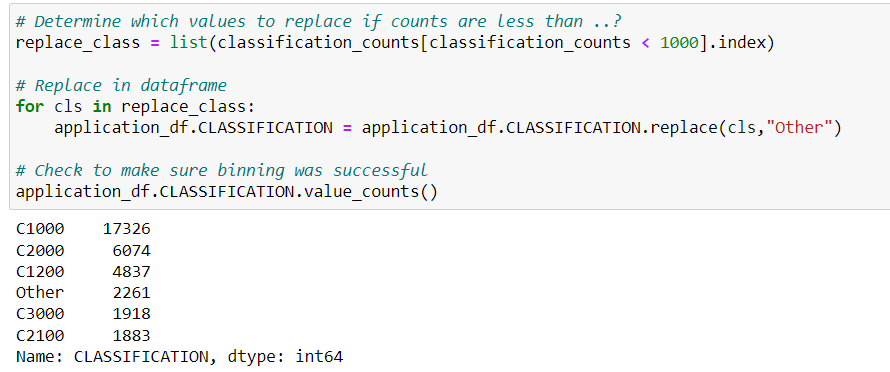 # Determine which values to replace if counts are less than ..?
replace_class = list(classification_counts[classification_counts < 1000].index)
# Replace in dataframe
for cls in replace_class:
    application_df.CLASSIFICATION = application_df.CLASSIFICATION.replace(cls,"Other")
# Check to make sure binning was successful
application_df.CLASSIFICATION.value_counts()
C1000    17326
C2000     6074
C1200     4837
Other     2261
C3000     1918
C2100     1883
Name: CLASSIFICATION, dtype: int64